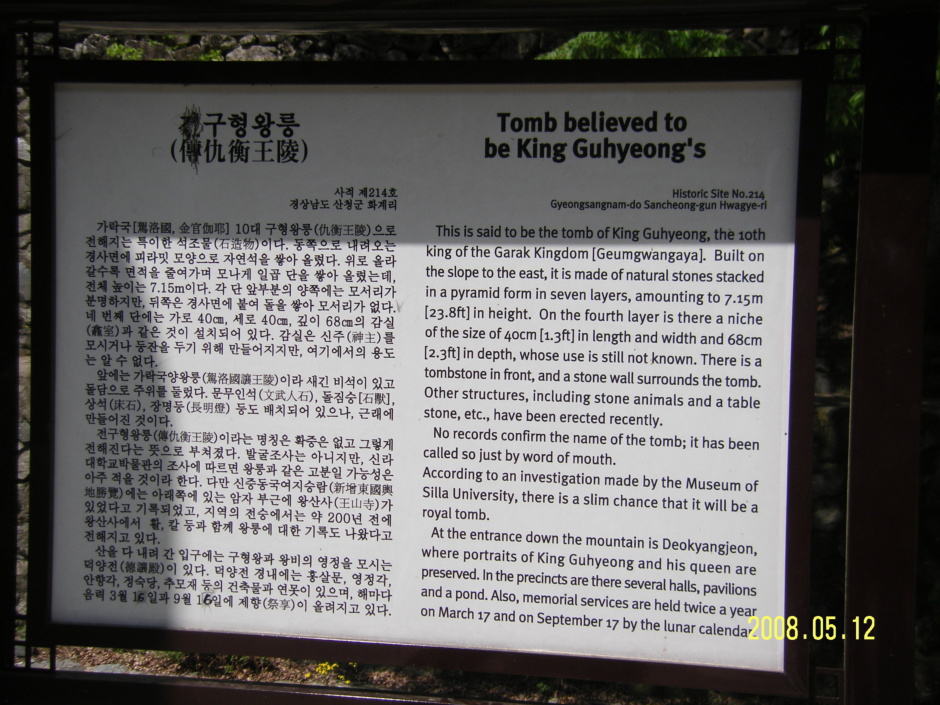 구형왕릉
(傳仇衡王陵)
사적 제214호
경상남도 산청군 화계리
가락국[駕洛國, 金官伽耶] 10대 구형왕릉(仇衡王陵)으로
전해지는 특이한 석조물(石造物)이다. 동쪽으로 내려오는
경사면에 피라밋 모양으로 자연석을 쌓아 올렸다. 위로 올라
갈수록 면적을 줄여가며 모나게 일곱 단을 쌓아 올렸는데,
전체 높이는 7.15m이다. 각 단 앞부분의 양쪽에는 모서리가
분명하지만, 뒤쪽은 경사면에 붙여 돌을 쌓아 모서리가 없다.
네 번째 단에는 가로 40㎝, 세로 40㎝, 깊이 68㎝의 감실
(龕室)과 같은 것이 설치되어 있다. 감실은 신주(神主)를
모시거나 등잔을 두기 위해 만들어지지만, 여기에서의 용도
는 알 수 없다.
앞에는 가락국양왕릉(駕洛國讓王陵)이라 새긴 비석이 있고
돌담으로 주위를 둘렀다. 문무인석(文武人石), 돌짐승[石獸],
상석(床石), 장명등(長明燈) 등도 배치되어 있으나, 근래에
만들어진 것이다.
전구형왕릉(傳仇衡王陵)이라는 명칭은 확증은 없고 그렇게
전해진다는 뜻으로 부쳐졌다. 발굴조사는 아니지만, 신라
대학교박물관의 조사에 따르면 왕릉과 같은 고분일 가능성은
아주 적을 것이라 한다. 다만 신증동국여지승람(新增東國輿
地勝覽)에는 아래쪽에 있는 암자 부근에 왕산사(王山寺)가
있었다고 기록되었고, 지역의 전승에서는 약 200년 전에
왕산사에서 활, 칼 등과 함께 왕릉에 대한 기록도 나왔다고
전해지고 있다.
산을 다 내려 간 입구에는 구형왕과 왕비의 영정을 모시는
덕양전(德讓殿)이 있다. 덕양전 경내에는 홍살문, 영정각,
안향각, 정숙당, 추모재 등의 건축물과 연못이 있으며, 해마다
음력 3월 16일과 9월 16일에 제향(祭享)이 올려지고 있다.
Tomb believed to
be King Guhyeong's
Historic Site No.214
Gyeongsangnam-do Sancheong-gun Hwagye-ri
This is said to be the tomb of King Guhyeong, the 10th
king of the Garak Kingdom [Geumgwangaya]. Built on
the slope to the east, it is made of natural stones stacked
in a pyramid form in seven layers, amounting to 7.15m
[23.8ft] in height. On the fourth layer is there a niche
of the size of 40cm [1.3ft] in length and width and 68cm
[2.3ft] in depth, whose use is still not known. There is a
tombstone in front, and a stone wall surrounds the tomb.
Other structures, including stone animals and a table
stone, etc., have been erected recently.
No records confirm the name of the tomb; it has been
called so just by word of mouth.
According to an investigation made by the Museum of
Silla University, there is a slim chance that it will be a
royal tomb.
At the entrance down the mountain is Deokyangjeon,
where portraits of King Guhyeong and his queen are
preserved. In the precincts are there several halls, pavilions
and a pond. Also, memorial services are held twice a year
on March 17 and on September 17 by the lunar calendar
2008.05.12